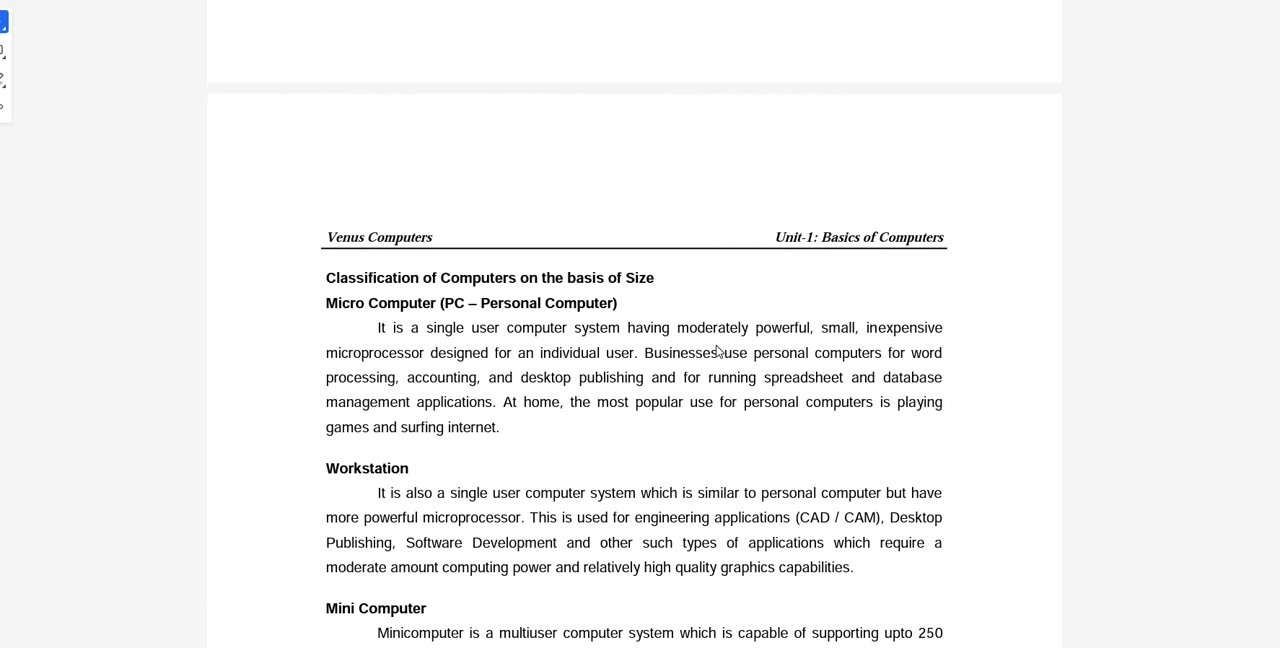 Venus Computers Unit-1: Basics of Computers
Classification of Computers on the basis of Size
Micro Computer (PC – Personal Computer)
It is a single user computer system having moderately powerful, small, inexpensive
microprocessor designed for an individual user. Businesses use personal computers for word
processing, accounting, and desktop publishing and for running spreadsheet and database
management applications. At home, the most popular use for personal computers is playing
games and surfing internet.
Workstation
It is also a single user computer system which is similar to personal computer but have
more powerful microprocessor. This is used for engineering applications (CAD / CAM), Desktop
Publishing, Software Development and other such types of applications which require a
moderate amount computing power and relatively high quality graphics capabilities.
Mini Computer
Minicomputer is a multiuser computer system which is capable of supporting upto 250